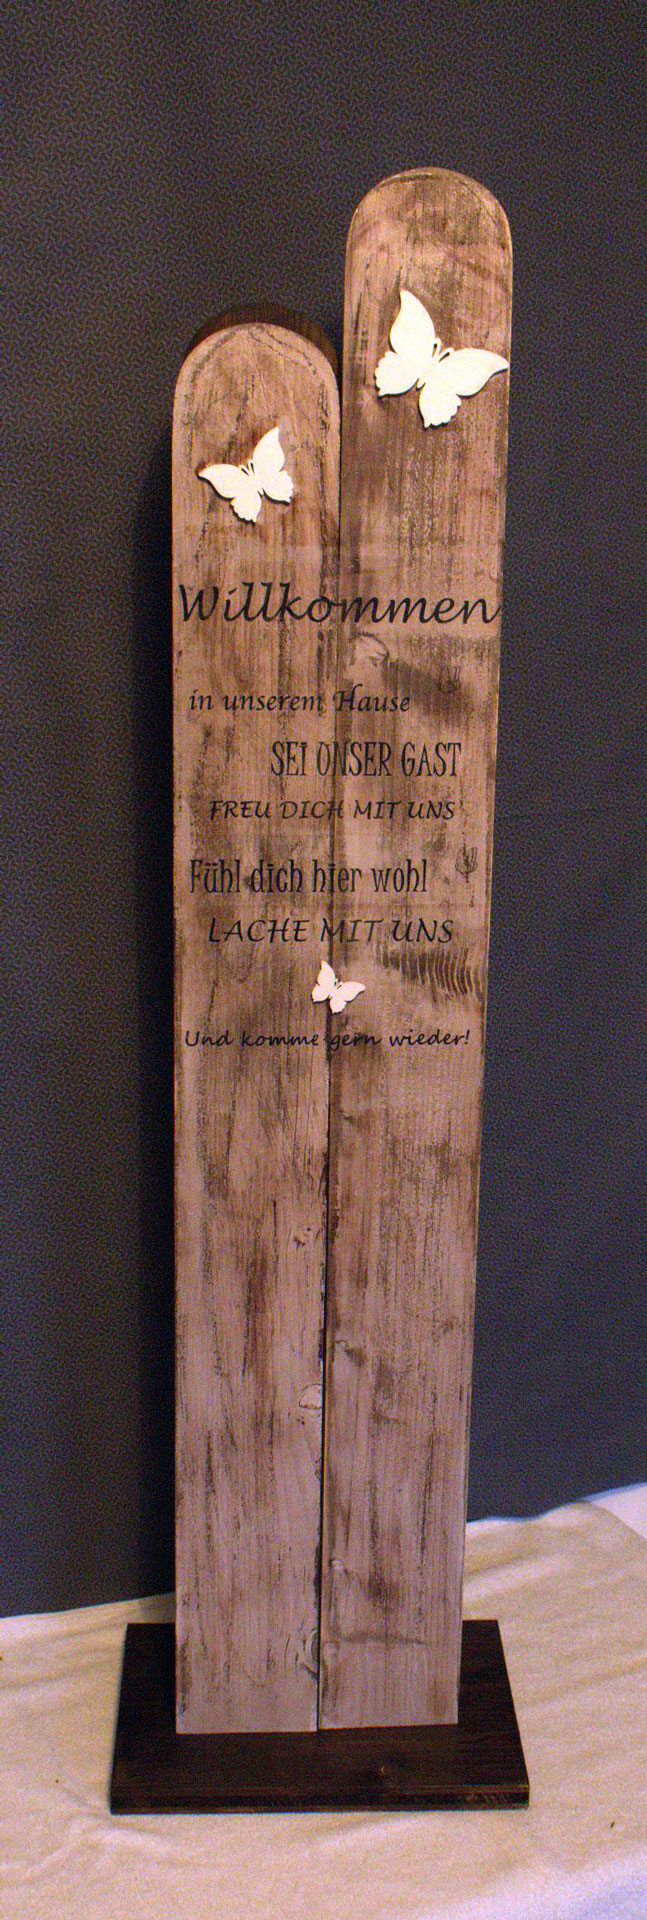 Willkommen
in unserem Hause
SEI UNSER GAST
FREU DICH MIT UNS
Fühl dich hier wohl
LACHE MIT UNS
Und komme gern wieder!